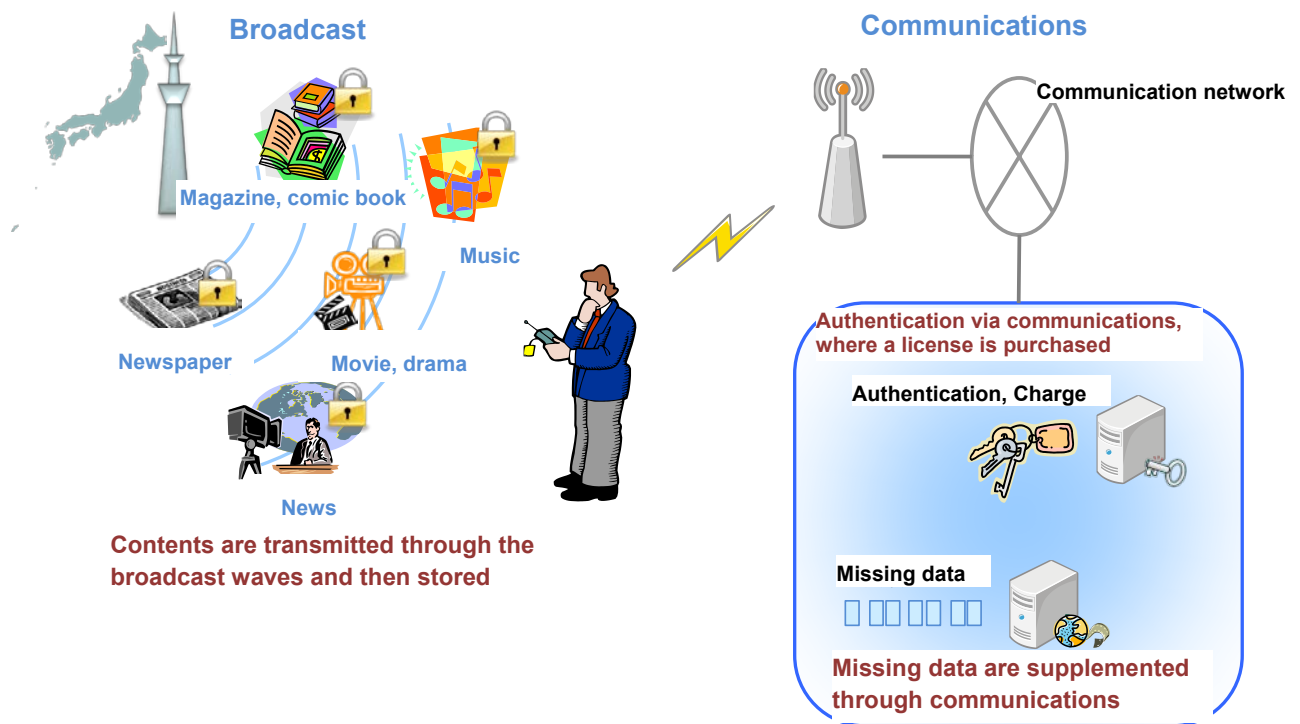 Broadcast
Magazine, comic book
Music
Newspaper
Movie, drama
News
Contents are transmitted through the
broadcast waves and then stored
Communications
Communication network
Authentication via communications,
where a license is purchased
Authentication, Charge
Missing data
Missing data are supplemented
through communications